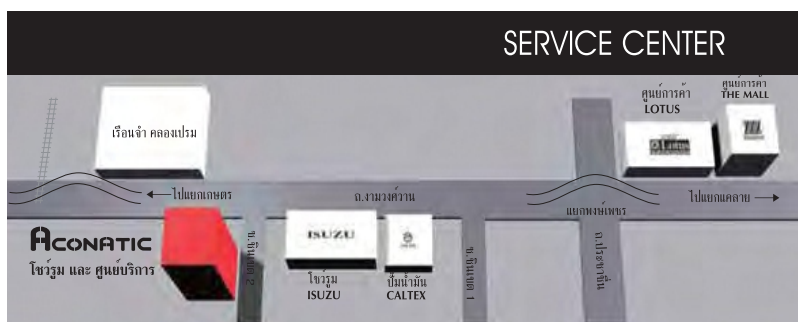 SERVICE CENTER
ศูนย์การค้า
THE MALL
ศูนย์การค้า
LOTUS
Lotus
เรือนจำ คลองเปรม
ไปแยกเกษตร
ถ.งามวงศ์วาน
แยกพงษ์เพชร
ไปแยกแคลาย
ACONATIC
โชว์รูม และ ศูนย์บริการ
ซ.ชินเขต 2
ISUZU
โชว์รูม
ISUZU
ปั๊มน้ำมัน
CALTEX
ซ.ชินเขต 1
ถ.ประชาชื่น